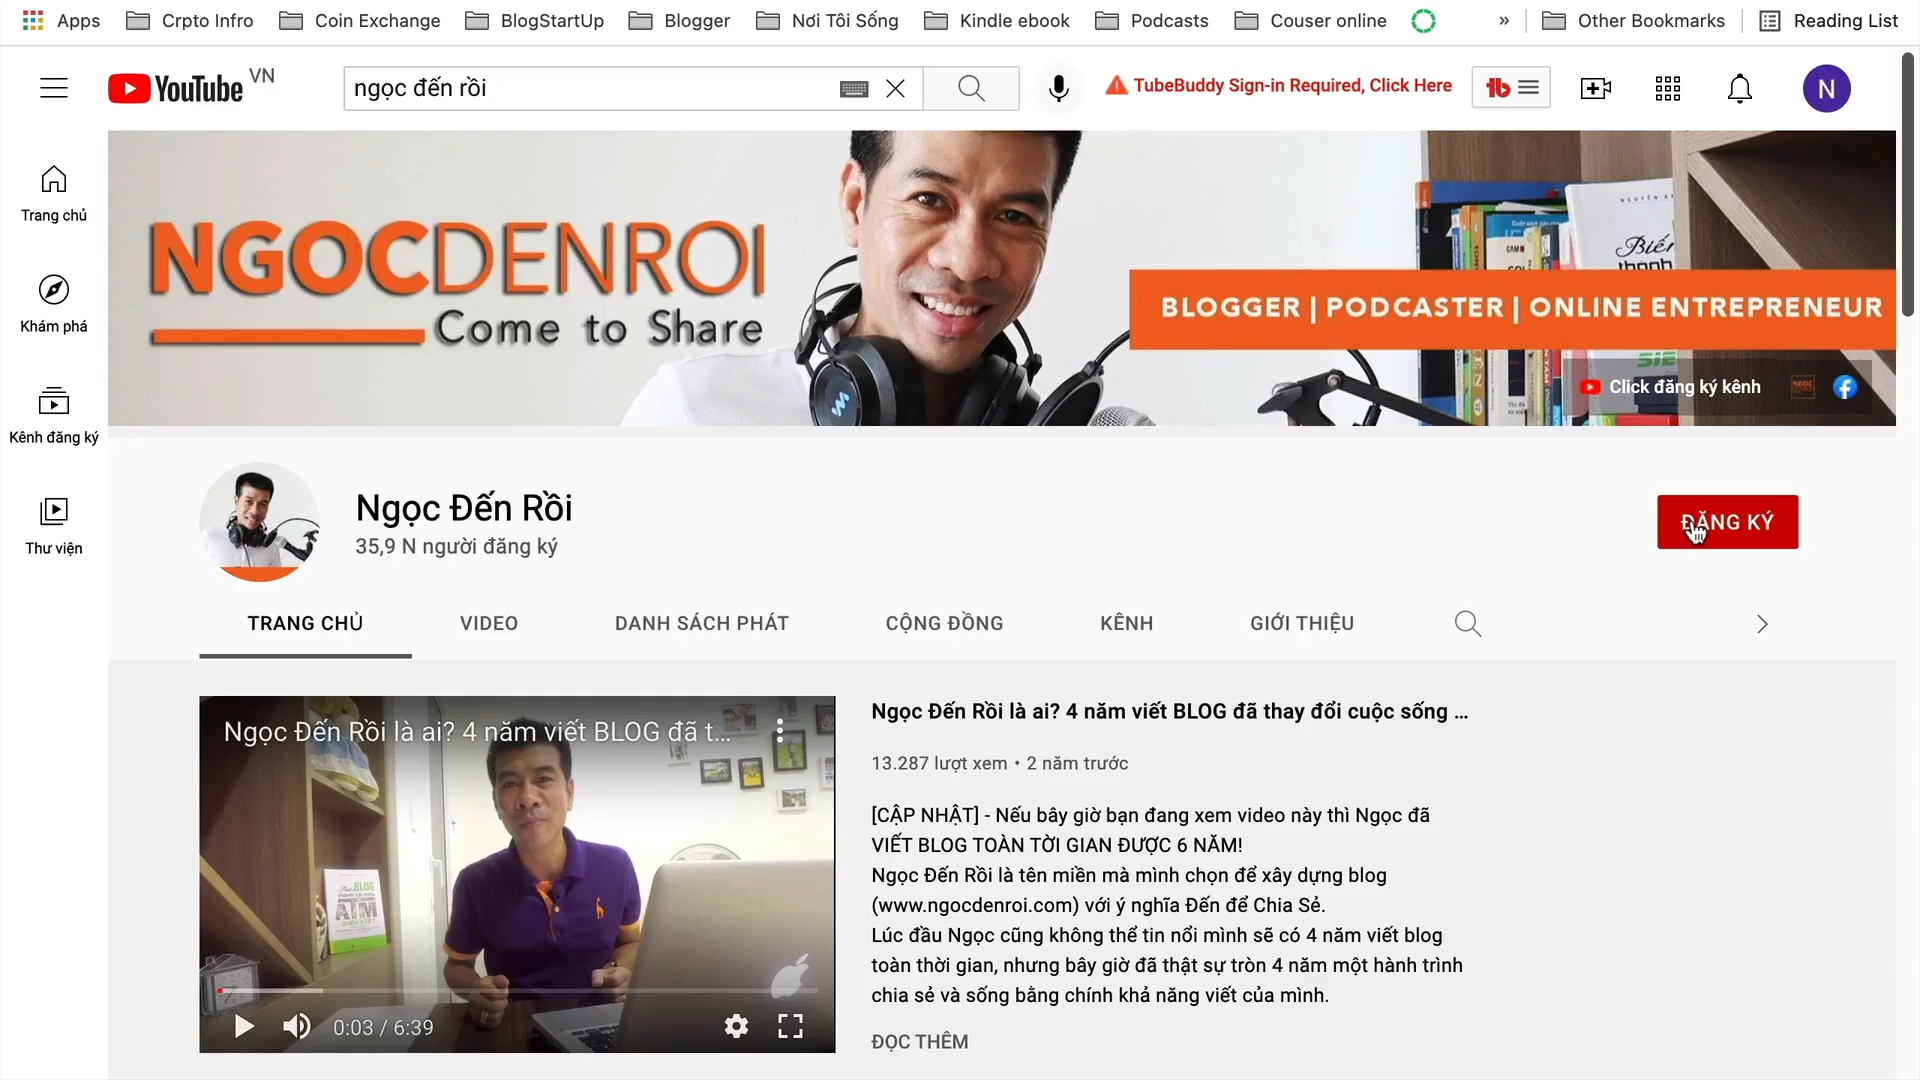 Apps Crpto Infro Coin Exchange BlogStartUp Blogger Nơi Tôi Sống Kindle ebook Podcasts Couser online » Other Bookmarks Reading List
YouTube VN
ngọc đến rồi
TubeBuddy Sign-in Required, Click Here
N
Trang chủ
Khám phá
Kênh đăng ký
Thư viện
NGOCDENROI
Come to Share
BLOGGER | PODCASTER | ONLINE ENTREPRENEUR
Click đăng ký kênh
Ngọc Đến Rồi
35,9 N người đăng ký
ĐĂNG KÝ
TRANG CHỦ VIDEO DANH SÁCH PHÁT CỘNG ĐỒNG KÊNH GIỚI THIỆU
Ngọc Đến Rồi là ai? 4 năm viết BLOG đã t...
BLOG
ATM
0:03 / 6:39
Ngọc Đến Rồi là ai? 4 năm viết BLOG đã thay đổi cuộc sống ...
13.287 lượt xem • 2 năm trước
[CẬP NHẬT] - Nếu bây giờ bạn đang xem video này thì Ngọc đã
VIẾT BLOG TOÀN TỜI GIAN ĐƯỢC 6 NĂM!
Ngọc Đến Rồi là tên miền mà mình chọn để xây dựng blog
(www.ngocdenroi.com) với ý nghĩa Đến để Chia Sẻ.
Lúc đầu Ngọc cũng không thể tin nổi mình sẽ có 4 năm viết blog
toàn thời gian, nhưng bây giờ đã thật sự tròn 4 năm một hành trình
chia sẻ và sống bằng chính khả năng viết của mình.
ĐỌC THÊM